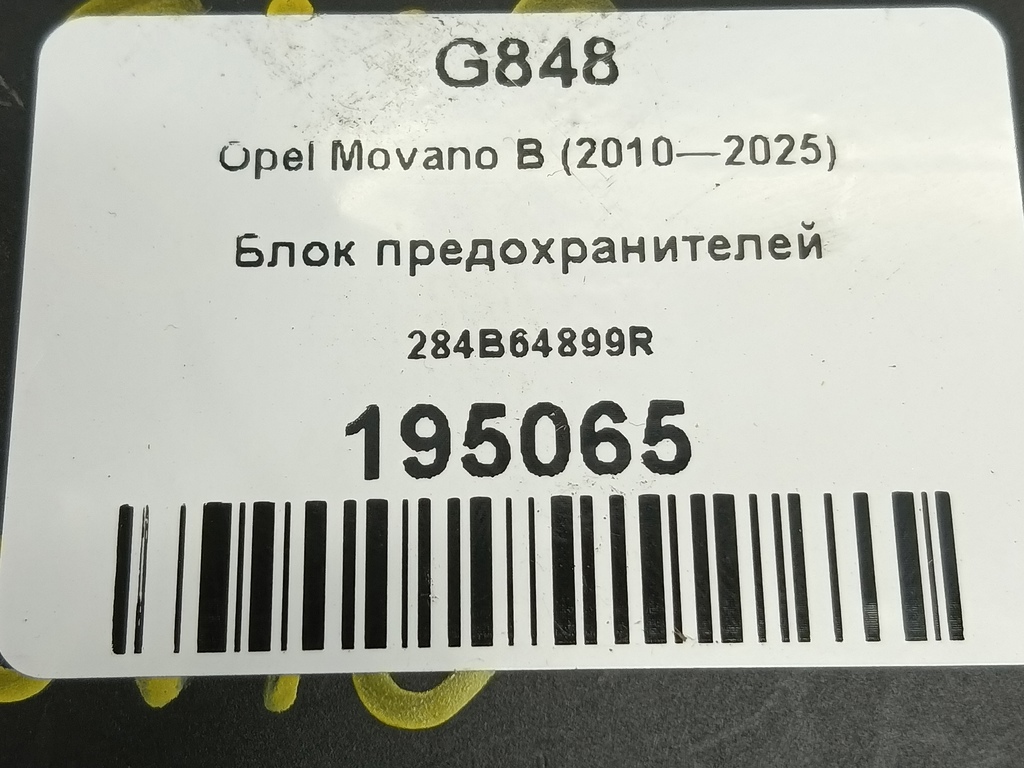 G848
Opel Movano B (2010—2025)
Блок предохранителей
284B64899R
195065